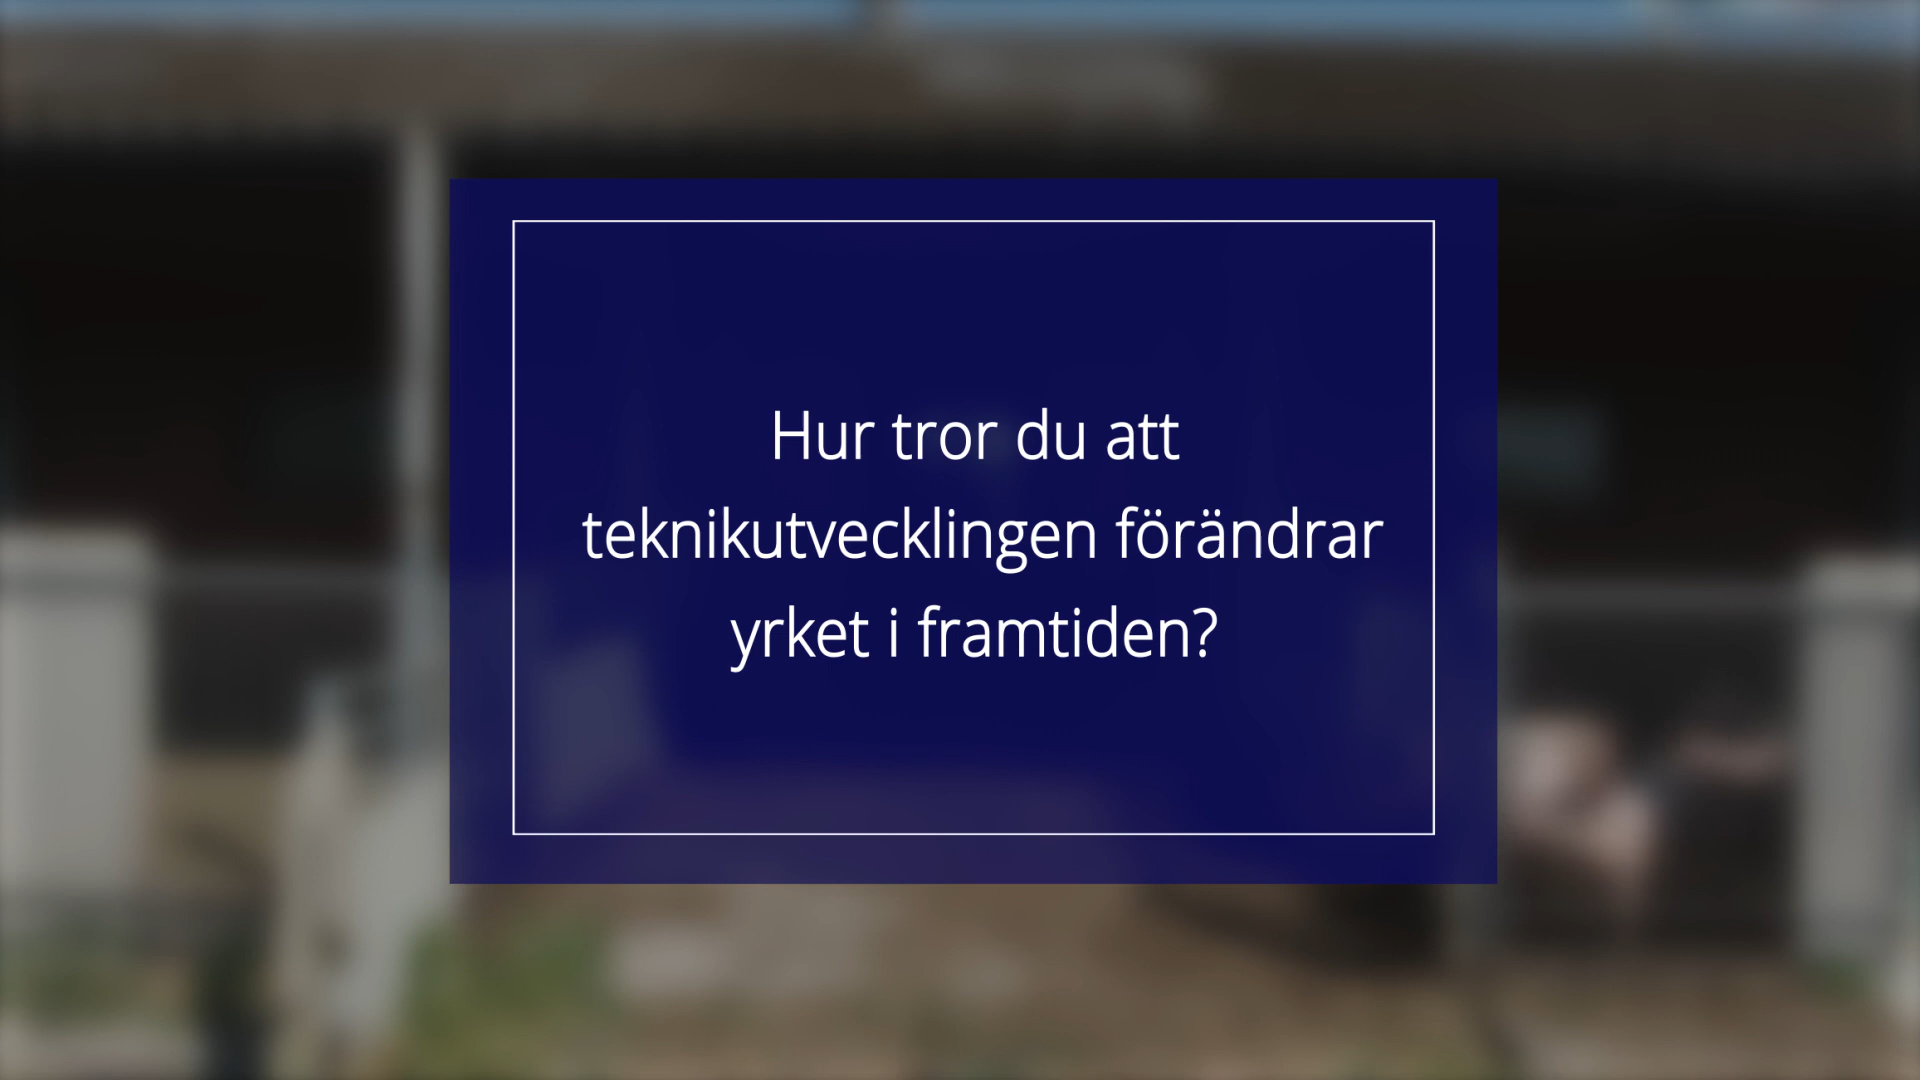 Hur tror du att
teknikutvecklingen förändrar
yrket i framtiden?